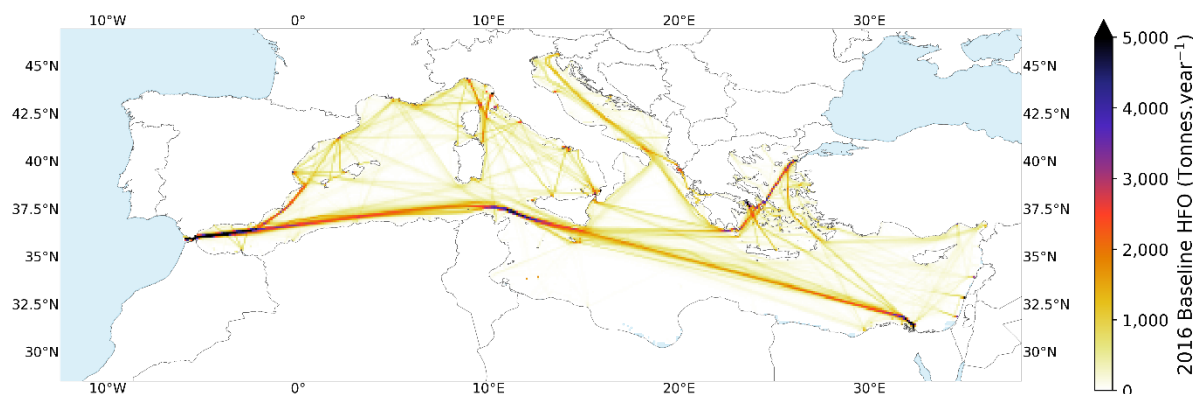 10°W 0° 10°E 20°E 30°E
45°N 45°N
42.5°N 42.5°N
40°N 40°N
37.5°N 37.5°N
35°N 35°N
32.5°N 32.5°N
30°N 30°N
10°W 0° 10°E 20°E 30°E
5,000
4,000
3,000
2,000
1,000
0
2016 Baseline HFO (Tonnes.year⁻¹)